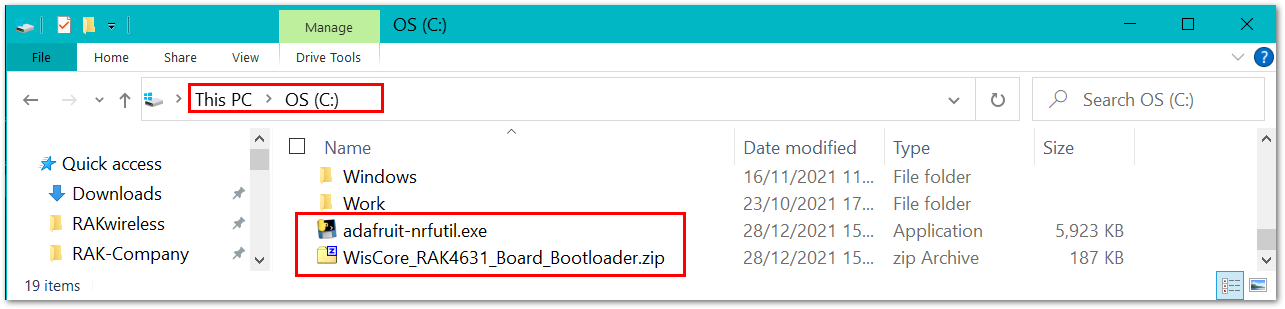 Manage OS (C:)
File Home Share View Drive Tools
This PC > OS (C:) Search OS (C:)
Name Date modified Type Size
Quick access
Downloads
RAKwireless
RAK-Company
Windows 16/11/2021 11... File folder
Work 23/10/2021 17... File folder
adafruit-nrfutil.exe 28/12/2021 15... Application 5,923 KB
WisCore_RAK4631_Board_Bootloader.zip 28/12/2021 15... zip Archive 187 KB
19 items